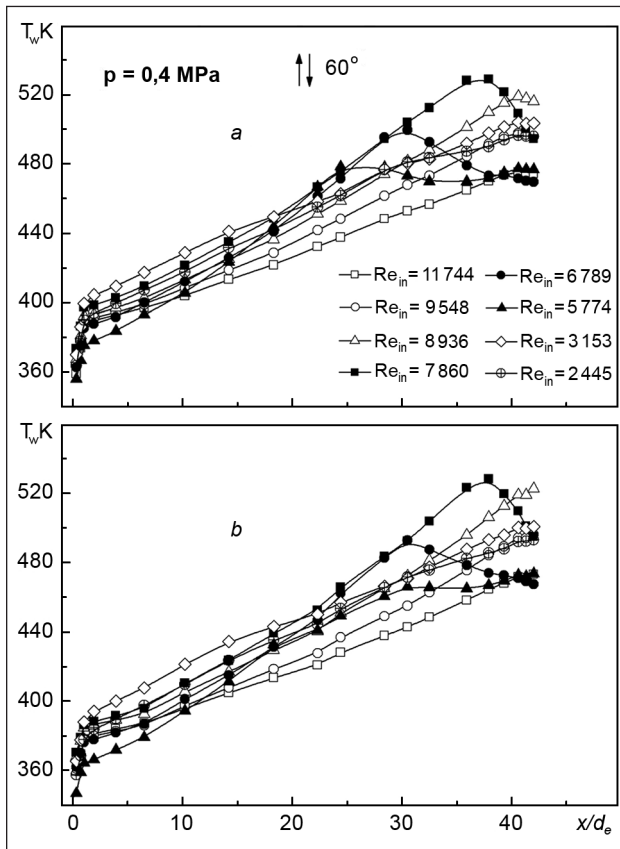 T_wK
p = 0,4 MPa
60°
520
a
480
440
400
360
Re_in = 11 744
Re_in = 9 548
Re_in = 8 936
Re_in = 7 860
Re_in = 6 789
Re_in = 5 774
Re_in = 3 153
Re_in = 2 445
T_wK
520
b
480
440
400
360
0
10
20
30
40
x/d_e